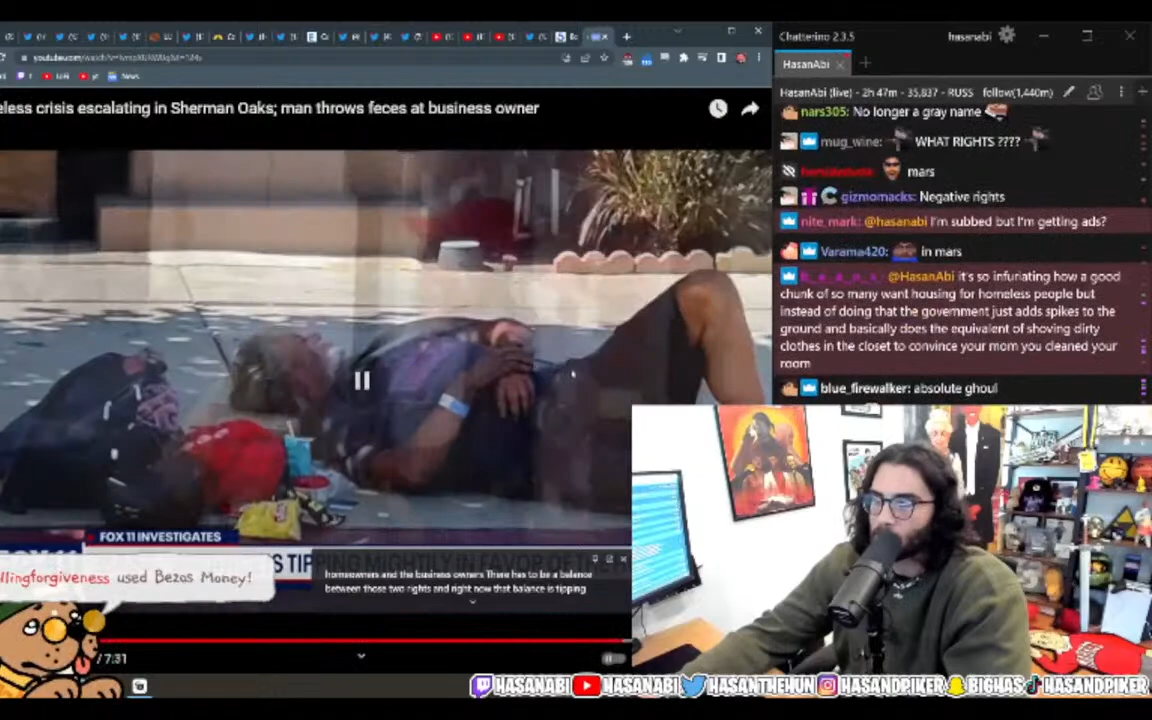 Chatterino 2.3.5
hasanabi
HasanAbi
News
eless crisis escalating in Sherman Oaks; man throws feces at business owner
HasanAbi (live) - 2h 47m - 35,837 - RUSS
follow(1,440m)
nars305: No longer a gray name
mug_wine: WHAT RIGHTS ????
mars
gizmomacks: Negative rights
nite_mark: @hasanabi I'm subbed but I'm getting ads?
Varama420: in mars
@HasanAbi it's so infuriating how a good
chunk of so many want housing for homeless people but
instead of doing that the government just adds spikes to the
ground and basically does the equivalent of shoving dirty
clothes in the closet to convince your mom you cleaned your
room
blue_firewalker: absolute ghoul
FOX 11 INVESTIGATES
homeowners and the business owners. There has to be a balance
between those two rights and right now that balance is tipping
llingforgiveness used Bezos Money!
/ 7:31
HASANABI HASANABI HASANTHEHUN HASANDPIKER BIGHAS HASANDPIKER